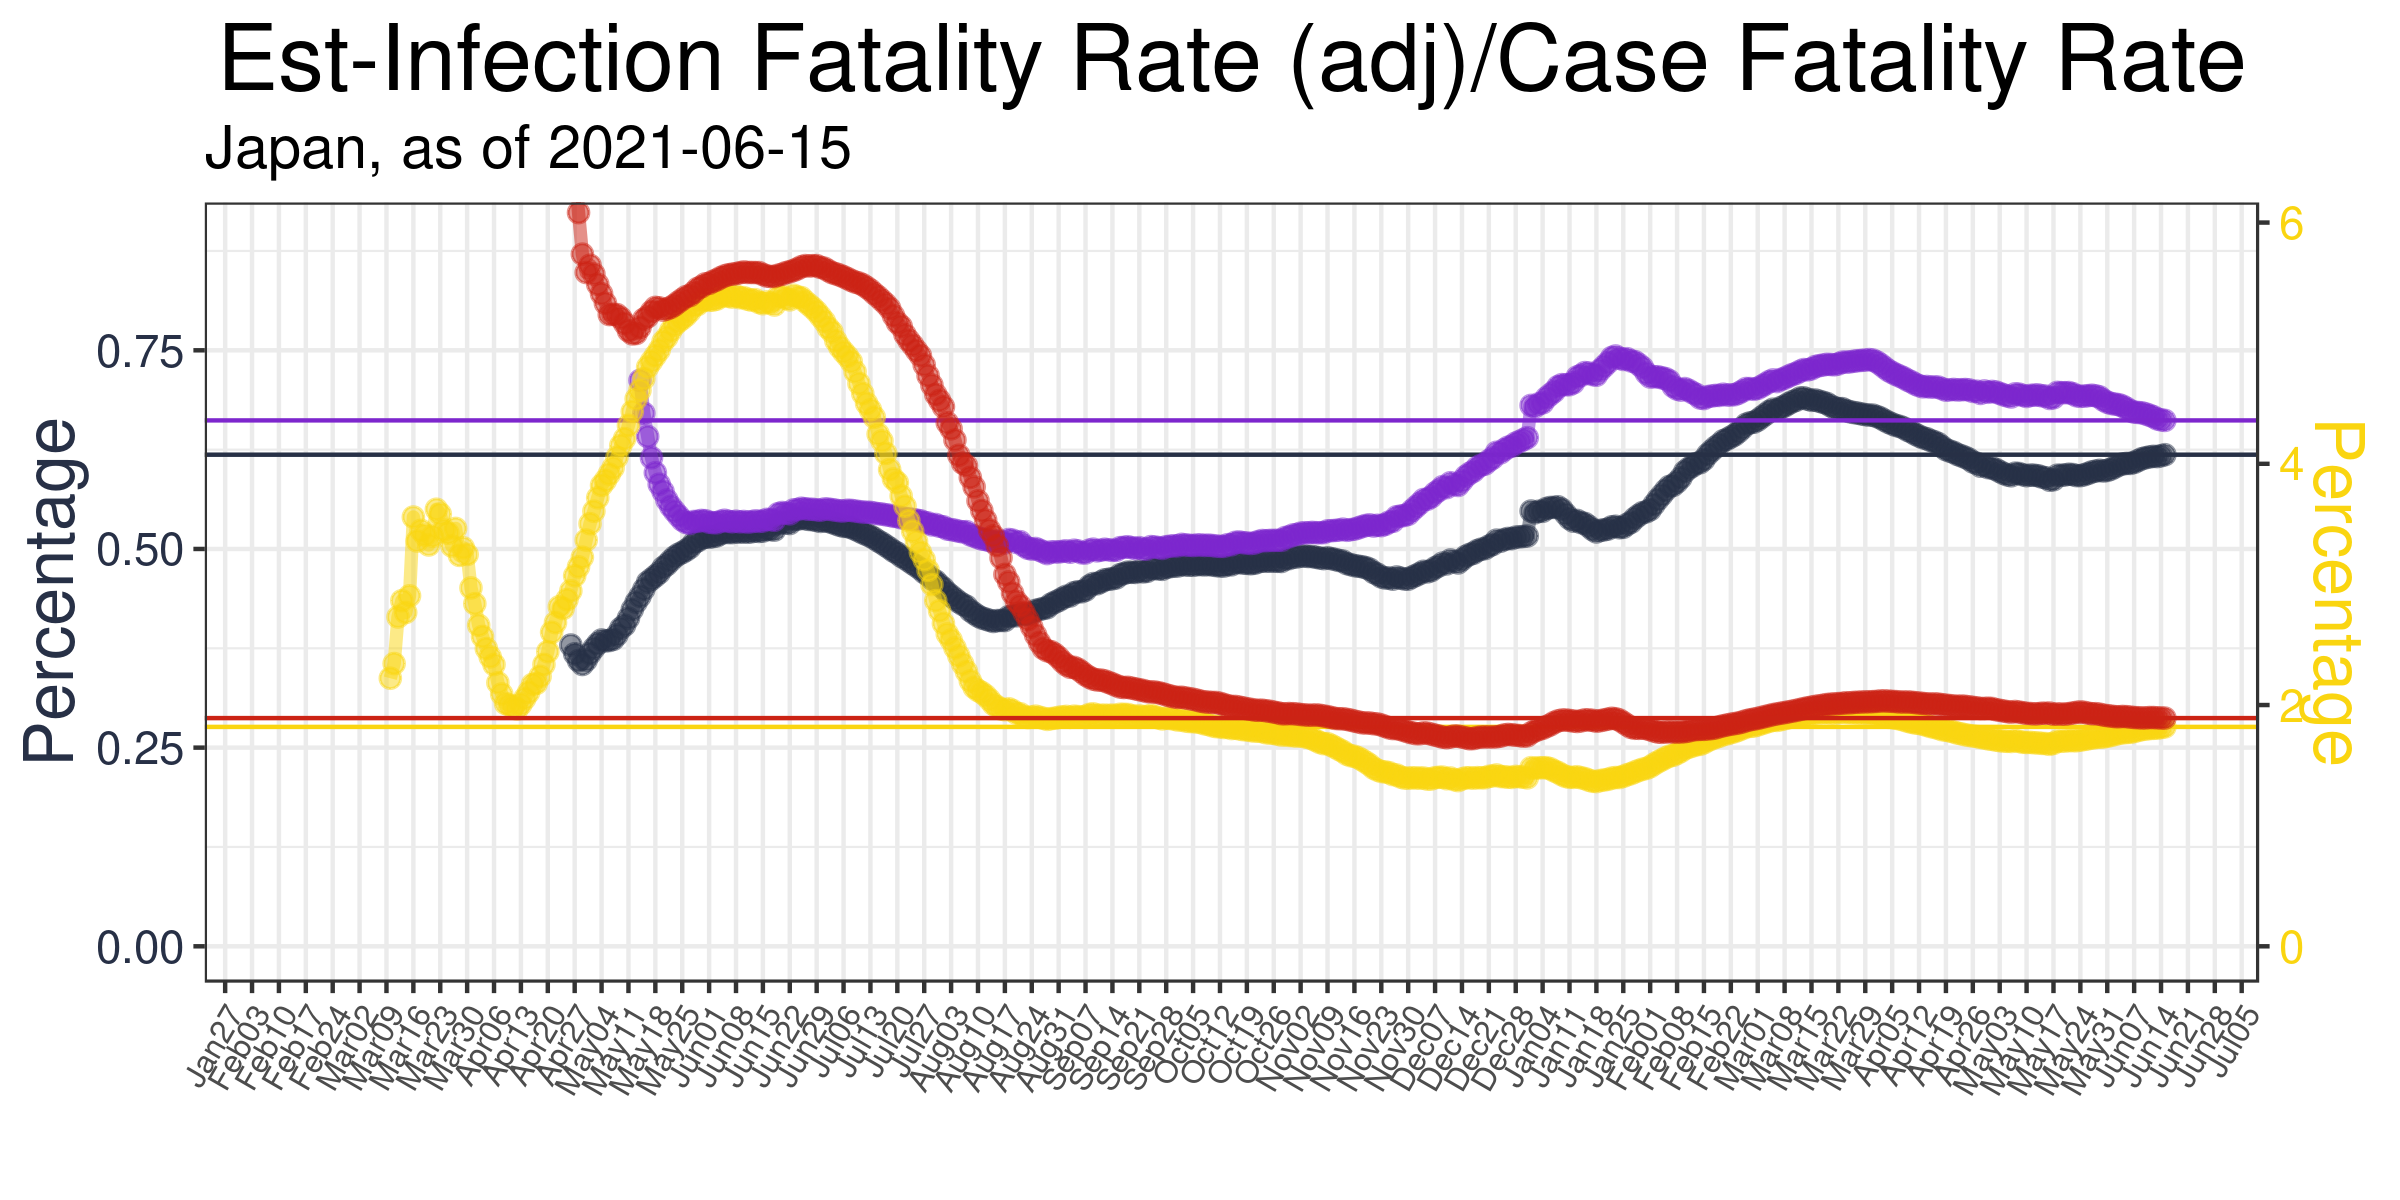 Est-Infection Fatality Rate (adj)/Case Fatality Rate
Japan, as of 2021-06-15
Percentage
0.75
0.50
0.25
0.00
6
4
2
0
Percentage
Jan27
Feb03
Feb10
Feb17
Feb24
Mar02
Mar09
Mar16
Mar23
Mar30
Apr06
Apr13
Apr20
Apr27
May04
May11
May18
May25
Jun01
Jun08
Jun15
Jun22
Jun29
Jul06
Jul13
Jul20
Jul27
Aug03
Aug10
Aug17
Aug24
Aug31
Sep07
Sep14
Sep21
Sep28
Oct05
Oct12
Oct19
Oct26
Nov02
Nov09
Nov16
Nov23
Nov30
Dec07
Dec14
Dec21
Dec28
Jan04
Jan11
Jan18
Jan25
Feb01
Feb08
Feb15
Feb22
Mar01
Mar08
Mar15
Mar22
Mar29
Apr05
Apr12
Apr19
Apr26
May03
May10
May17
May24
May31
Jun07
Jun14
Jun21
Jun28
Jul05